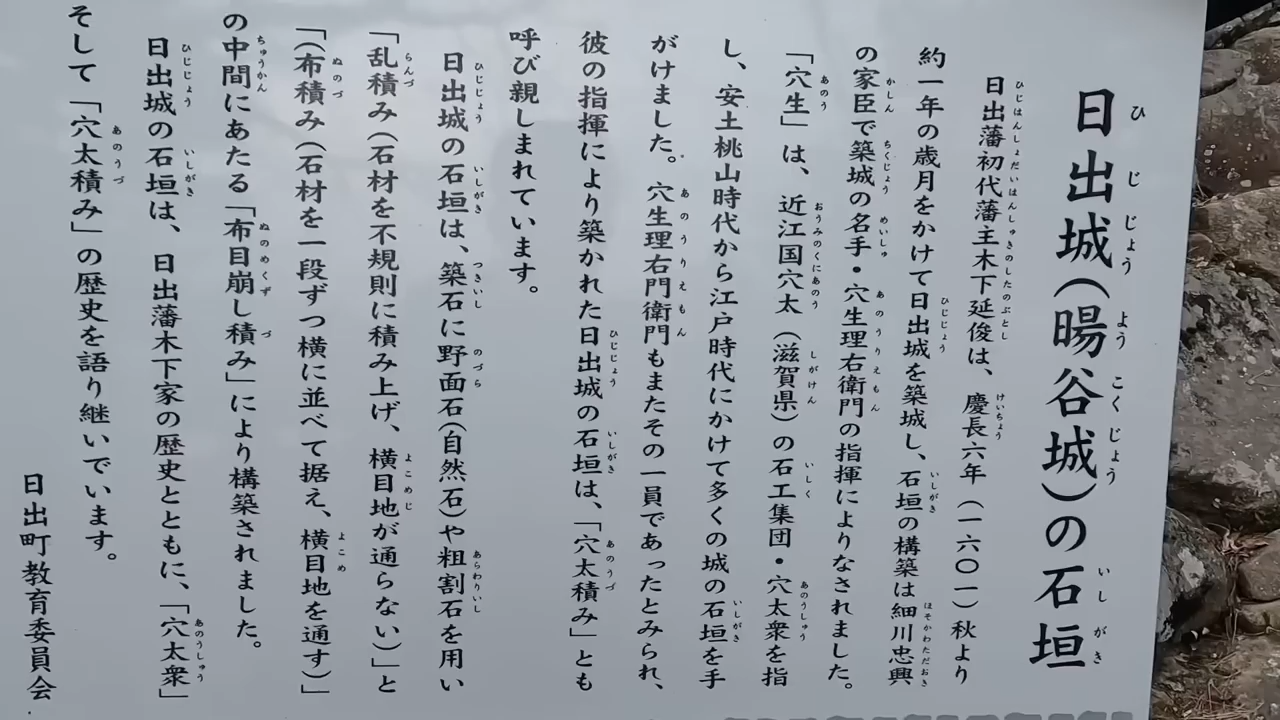 日出城（暘谷城）の石垣
日出藩初代藩主木下延俊は、慶長六年（一六〇一）秋より
約一年の歳月をかけて日出城を築城し、石垣の構築は細川忠興
の家臣で築城の名手・穴生理右衛門の指揮によりなされました。
「穴生」は、近江国穴太（滋賀県）の石工集団・穴太衆を指
し、安土桃山時代から江戸時代にかけて多くの城の石垣を手
がけました。穴生理右衛門もまたその一員であったとみられ、
彼の指揮により築かれた日出城の石垣は、「穴太積み」とも
呼び親しまれています。
日出城の石垣は、築石に野面石（自然石）や粗割石を用い
「乱積み（石材を不規則に積み上げ、横目地が通らない）」と
「（布積み（石材を一段ずつ横に並べて据え、横目地を通す）」
の中間にあたる「布目崩し積み」により構築されました。
日出城の石垣は、日出藩木下家の歴史とともに、「穴太衆」
そして「穴太積み」の歴史を語り継いでいます。
日出町教育委員会